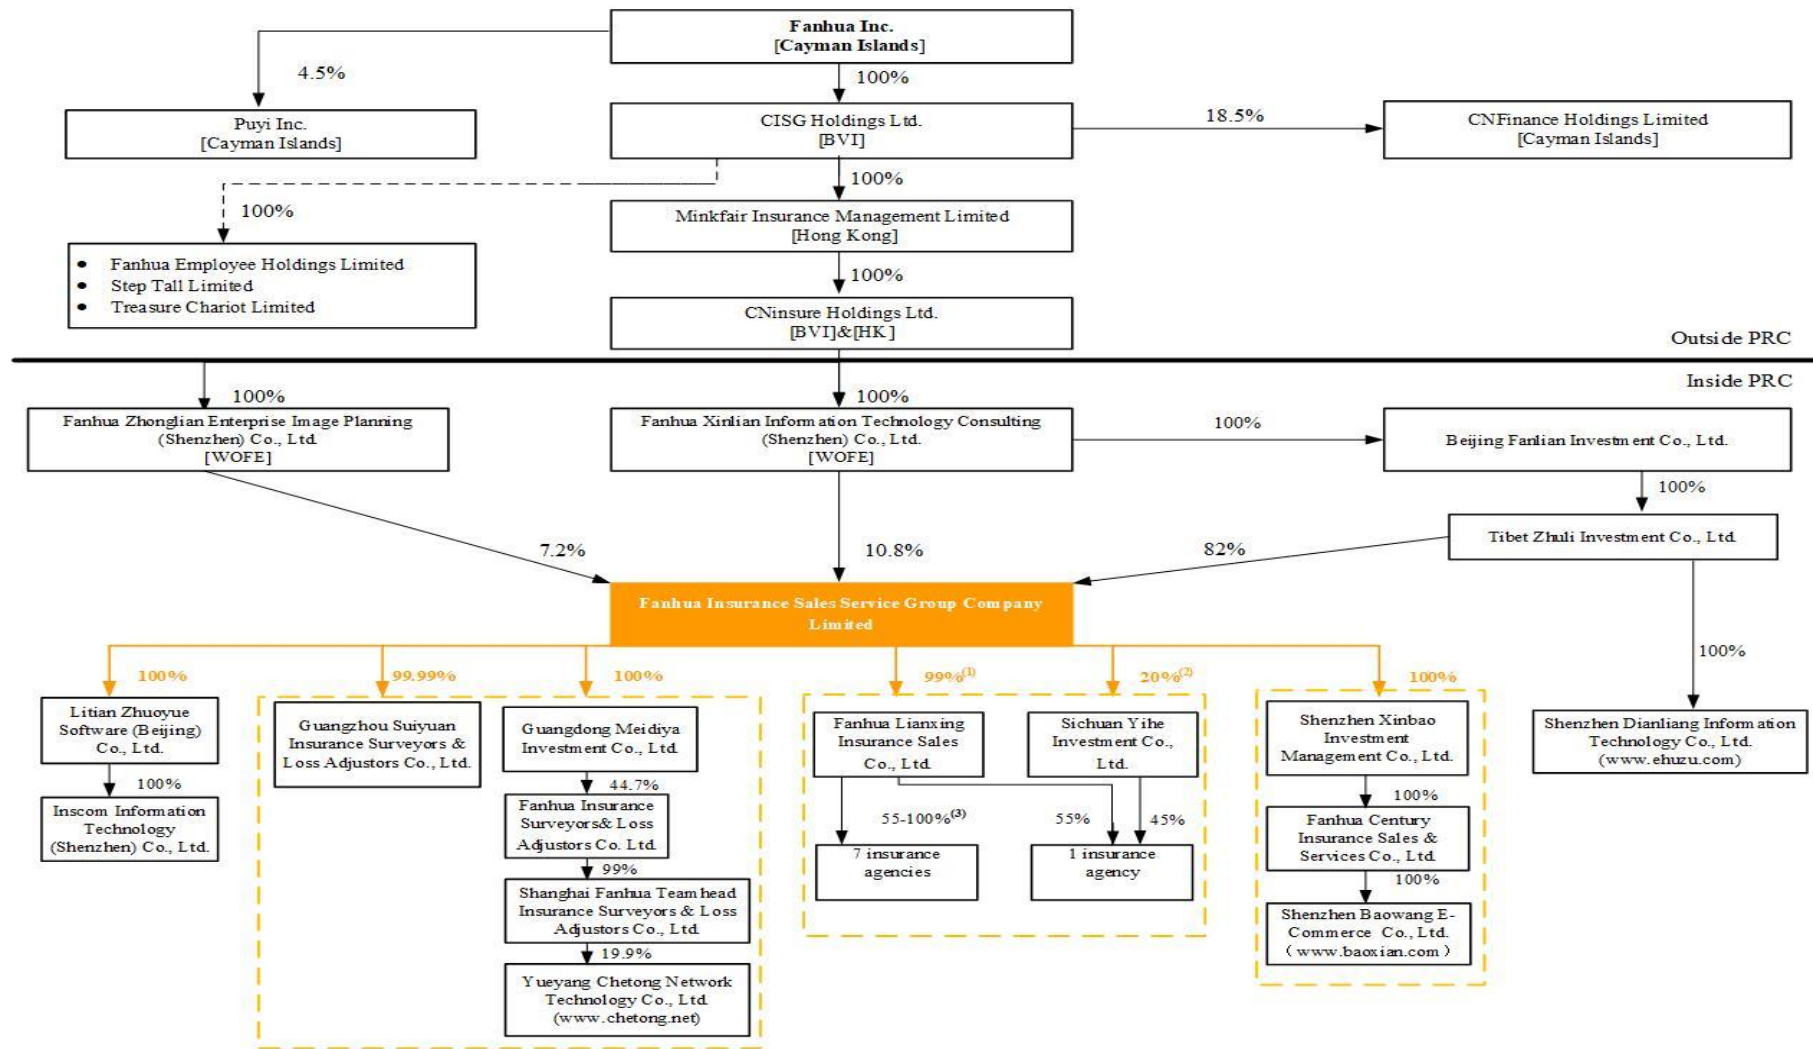 Fanhua Inc.
[Cayman Islands]
4.5%
100%
Puyi Inc.
[Cayman Islands]
CISG Holdings Ltd.
[BVI]
18.5%
CNFinance Holdings Limited
[Cayman Islands]
100%
100%
Minkfair Insurance Management Limited
[Hong Kong]
• Fanhua Employee Holdings Limited
• Step Tall Limited
• Treasure Chariot Limited
100%
CNinsure Holdings Ltd.
[BVI]&[HK]
Outside PRC
Inside PRC
100%
100%
Fanhua Zhonglian Enterprise Image Planning
(Shenzhen) Co., Ltd.
[WOFE]
Fanhua Xinlian Information Technology Consulting
(Shenzhen) Co., Ltd.
[WOFE]
100%
Beijing Fanlian Investment Co., Ltd.
100%
Tibet Zhuli Investment Co., Ltd.
7.2%
10.8%
82%
Fanhua Insurance Sales Service Group Company
Limited
100%
100%
99.99%
100%
99%(1)
20%(2)
100%
Litian Zhuoyue
Software (Beijing)
Co., Ltd.
Guangzhou Suiyuan
Insurance Surveyors &
Loss Adjustors Co., Ltd.
Guangdong Meidiya
Investment Co., Ltd.
Fanhua Lianxing
Insurance Sales
Co., Ltd.
Sichuan Yihe
Investment Co.,
Ltd.
Shenzhen Xinbao
Investment
Management Co., Ltd.
Shenzhen Dianliang Information
Technology Co., Ltd.
(www.ehuzu.com)
100%
44.7%
100%
Inscom Information
Technology
(Shenzhen) Co., Ltd.
Fanhua Insurance
Surveyors& Loss
Adjustors Co. Ltd.
55-100%(3)
55%
45%
Fanhua Century
Insurance Sales &
Services Co., Ltd.
7 insurance
agencies
1 insurance
agency
99%
100%
Shanghai Fanhua Teamhead
Insurance Surveyors & Loss
Adjustors Co., Ltd.
Shenzhen Baowang E-
Commerce Co., Ltd.
(www.baoxian.com)
19.9%
Yueyang Chetong Network
Technology Co., Ltd.
(www.chetong.net)